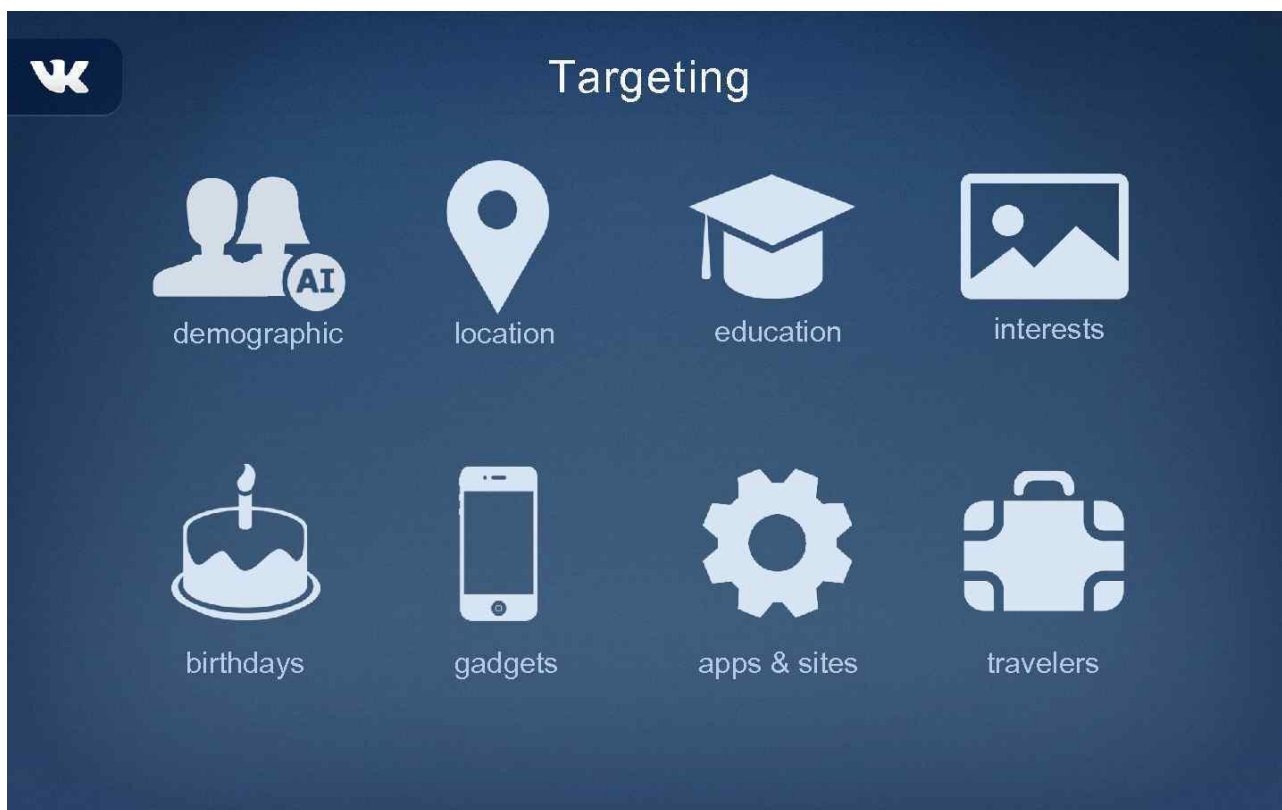 VK
Targeting
AI
demographic
location
education
interests
birthdays
gadgets
apps & sites
travelers